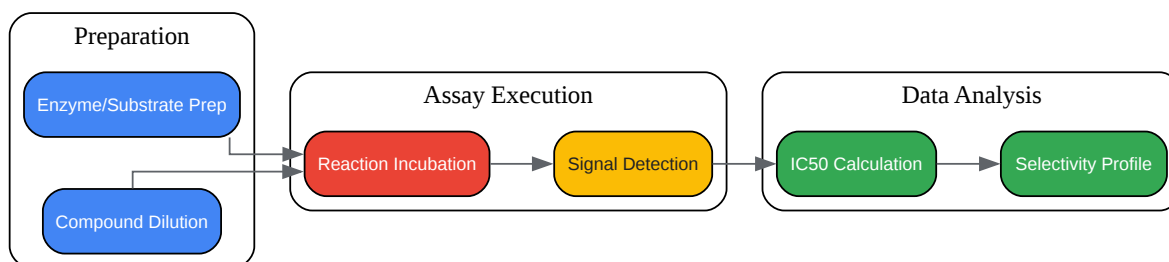 Preparation
Enzyme/Substrate Prep
Compound Dilution
Assay Execution
Reaction Incubation
Signal Detection
Data Analysis
IC50 Calculation
Selectivity Profile